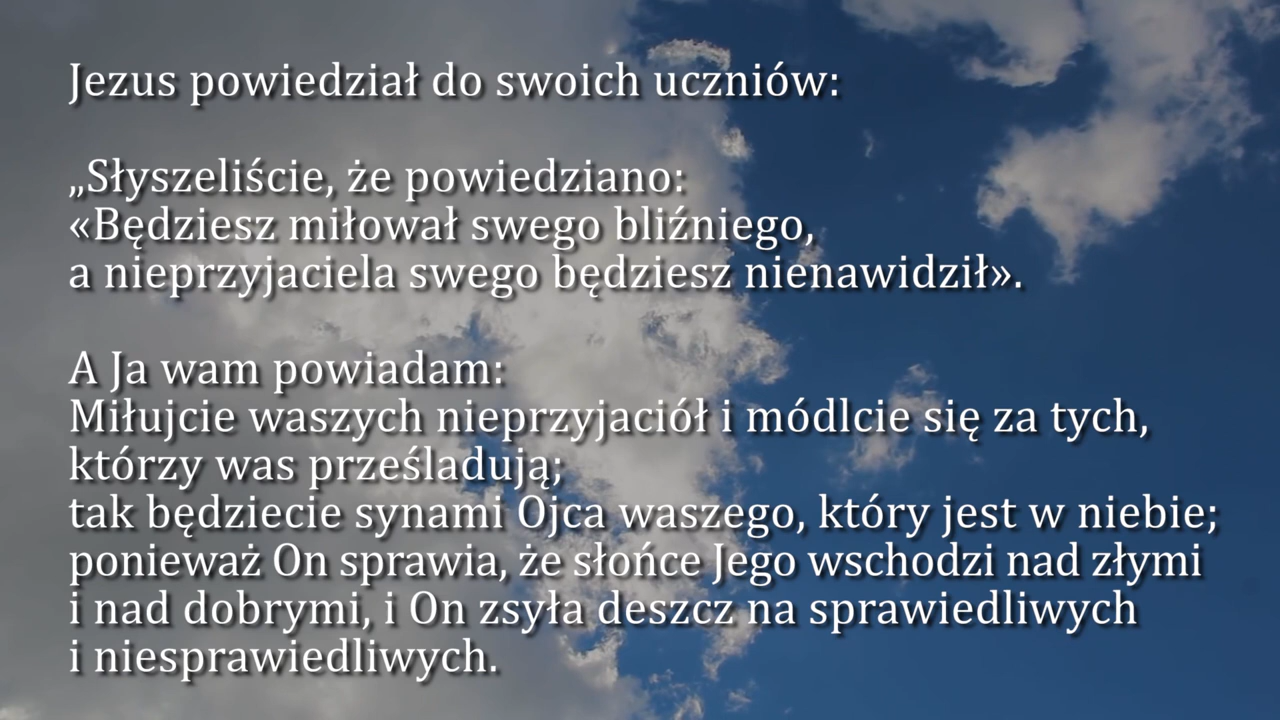 Jezus powiedział do swoich uczniów:
„Słyszeliście, że powiedziano:
«Będziesz miłował swego bliźniego,
a nieprzyjaciela swego będziesz nienawidził».
A Ja wam powiadam:
Miłujcie waszych nieprzyjaciół i módlcie się za tych,
którzy was prześladują;
tak będziecie synami Ojca waszego, który jest w niebie;
ponieważ On sprawia, że słońce Jego wschodzi nad złymi
i nad dobrymi, i On zsyła deszcz na sprawiedliwych
i niesprawiedliwych.